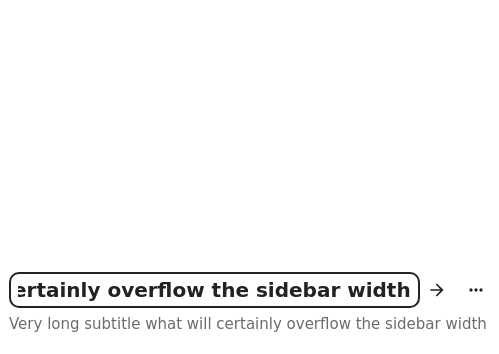 ertainly overflow the sidebar width
Very long subtitle what will certainly overflow the sidebar width